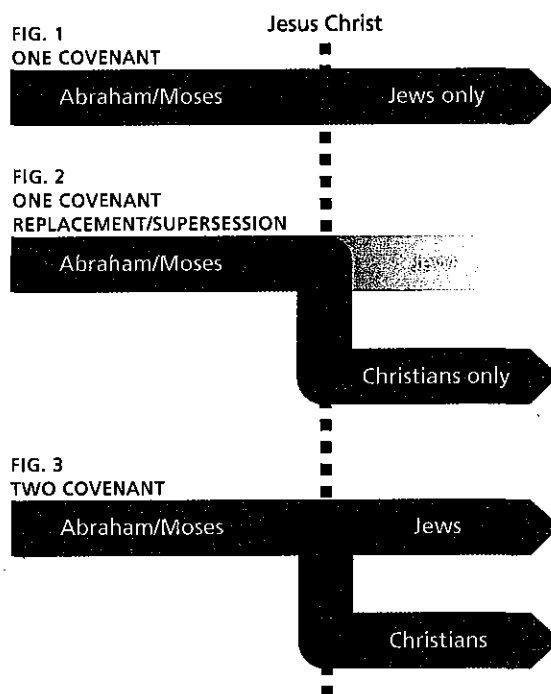 Jesus Christ
FIG. 1
ONE COVENANT
Abraham/Moses
Jews only
FIG. 2
ONE COVENANT
REPLACEMENT/SUPERSESSION
Abraham/Moses
Jews
Christians only
FIG. 3
TWO COVENANT
Abraham/Moses
Jews
Christians